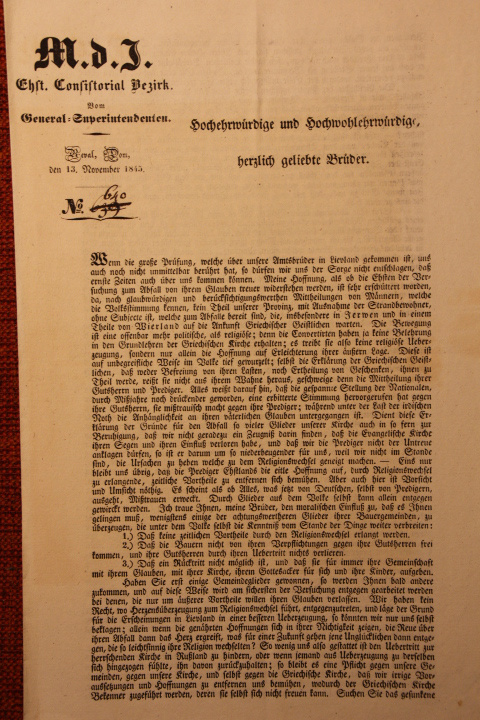 M. d. J.
Ehst. Consistorial Bezirk.
Vom
General-Superintendenten.
Reval, Dom,
den 13. November 1845.
№ 640
Hochehrwürdige und Hochwohlehrwürdige,
herzlich geliebte Brüder.
Wenn die große Prüfung, welche über unsere Amtsbrüder in Lievland gekommen ist, uns
auch noch nicht unmittelbar berührt hat, so dürfen wir uns der Sorge nicht entschlagen, daß
ernste Zeiten auch über uns kommen können. Meine Hoffnung, als ob die Ehsten der Ver-
suchung zum Abfall von ihrem Glauben treuer widerstehen werden, ist sehr erschüttert worden,
da, nach glaubwürdigen und berücksichtigungswerthen Mittheilungen von Männern, welche
die Volksstimmung kennen, kein Theil unserer Provinz, mit Ausnahme der Strandbewohner,
ohne Subjecte ist, welche zum Abfalle bereit sind, die, insbesondere in Jerwen und in einem
Theile von Wierland auf die Ankunft Griechischer Geistlichen warten. Die Bewegung
ist eine offenbar mehr politische, als religiöse; denn die Convertirten haben ja keine Belehrung
in den Grundlehren der Griechischen Kirche erhalten; es treibt sie also keine religiöse Ueber-
zeugung, sondern nur allein die Hoffnung auf Erleichterung ihrer äußern Lage. Diese ist
auf unbegreifliche Weise im Volke tief gewurzelt; selbst die Erklärung der Griechischen Geist-
lichen, daß weder Befreiung von ihren Lasten, noch Ertheilung von Geschenken, ihnen zu
Theil werde, reißt sie nicht aus ihrem Wahne heraus, geschweige denn die Mittheilung ihrer
Gutsherrn und Prediger. Alles weißt darauf hin, daß die gespannte Stellung der Nationalen,
durch Mißjahre noch drückender geworden, eine erbitterte Stimmung hervorgerufen hat gegen
ihre Gutsherrn, sie mißtrauisch macht gegen ihre Prediger; während unter der Last der irdischen
Noth die Anhänglichkeit an ihren väterlichen Glauben untergegangen ist. Dient diese Er-
klärung der Gründe für den Abfall so vieler Glieder unserer Kirche auch in so fern zur
Beruhigung, daß wir nicht geradezu ein Zeugniß darin finden, daß die Evangelische Kirche
ihren Segen und ihren Einfluß verloren habe, und daß wir die Prediger nicht der Untreue
anklagen dürfen, so ist er darum um so niederbeugender für uns, weil wir nicht im Stande
sind, die Ursachen zu heben welche zu dem Religionswechsel geneigt machen. — Eins nur
bleibt uns übrig, daß die Prediger Ehstlands die eitle Hoffnung auf, durch Religionswechsel
zu erlangende, zeitliche Vortheile zu entfernen sich bemühen. Aber auch hier ist Vorsicht
und Umsicht nöthig. Es scheint als ob Alles, was jetzt von Deutschen, selbst von Predigern,
ausgeht, Mißtrauen erweckt. Durch Glieder aus dem Volke selbst kann allein entgegen
gewirkt werden. Ich traue Ihnen, meine Brüder, den moralischen Einfluß zu, daß es Ihnen
gelingen muß, wenigstens einige der achtungswertheren Glieder ihrer Bauergemeinden, zu
überzeugen, die unter dem Volke selbst die Kenntniß vom Stande der Dinge weiter verbreiten:
1.) Daß keine zeitlichen Vortheile durch den Religionswechsel erlangt werden.
2.) Daß die Bauern nicht von ihren Verpflichtungen gegen ihre Gutsherren frei
kommen, und ihre Gutsherren durch ihren Uebertritt nichts verlieren.
3.) Daß ein Rücktritt nicht möglich ist, und daß sie für immer ihre Gemeinschaft
mit ihrem Glauben, mit ihrer Kirche, ihrem Gottesacker für sich und ihre Kinder, aufgeben.
Haben Sie erst einige Gemeindeglieder gewonnen, so werden Ihnen bald andere
zukommen, und auf diese Weise wird am sichersten der Versuchung entgegen gearbeitet werden
bei denen, die nur um äußerer Vortheile willen ihren Glauben verlassen. Wir haben kein
Recht, wo Herzensüberzeugung zum Religionswechsel führt, entgegenzutreten, und läge der Grund
für die Erscheinungen in Lievland in einer bessern Ueberzeugung, so könnten wir nur uns selbst
beklagen; allein wenn die genährten Hoffnungen sich in ihrer Nichtigkeit zeigen, die Reue über
ihren Abfall dann das Herz ergreift, was für einer Zukunft gehen jene Unglücklichen dann entge-
gen, die so leichtsinnig ihre Religion wechselten? So wenig uns also gestattet ist den Uebertritt zur
herrschenden Kirche in Rußland zu hindern, oder wenn jemand aus Ueberzeugung zu derselben
sich hingezogen fühlte, ihn davon zurückzuhalten; so bleibt es eine Pflicht gegen unsere Ge-
meinden, gegen unsere Kirche, und selbst gegen die Griechische Kirche, daß wir irrige Vor-
aussetzungen und Hoffnungen zu entfernen uns bemühen, wodurch der Griechischen Kirche
Bekenner zugeführt werden, deren sie selbst sich nicht freuen kann. Suchen Sie das gesunkene